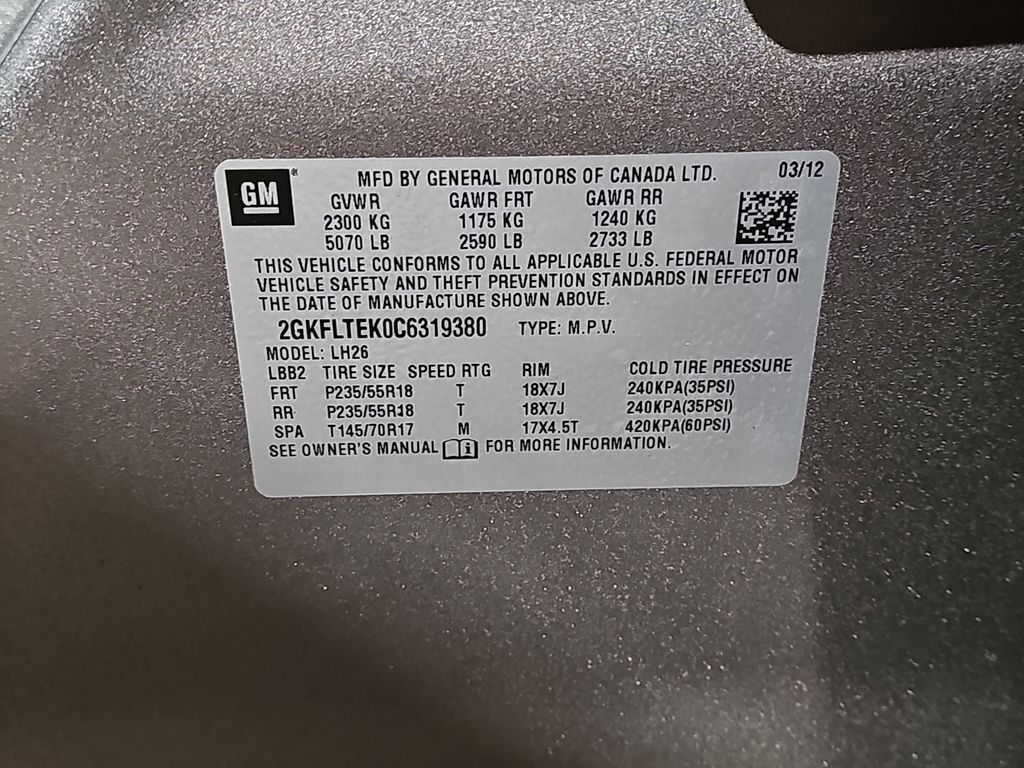 GM ® MFD BY GENERAL MOTORS OF CANADA LTD. 03/12
GVWR GAWR FRT GAWR RR
2300 KG 1175 KG 1240 KG
5070 LB 2590 LB 2733 LB
THIS VEHICLE CONFORMS TO ALL APPLICABLE U.S. FEDERAL MOTOR
VEHICLE SAFETY AND THEFT PREVENTION STANDARDS IN EFFECT ON
THE DATE OF MANUFACTURE SHOWN ABOVE.
2GKFLTEK0C6319380 TYPE: M.P.V.
MODEL: LH26
LBB2 TIRE SIZE SPEED RTG RIM COLD TIRE PRESSURE
FRT P235/55R18 T 18X7J 240KPA(35PSI)
RR P235/55R18 T 18X7J 240KPA(35PSI)
SPA T145/70R17 M 17X4.5T 420KPA(60PSI)
SEE OWNER'S MANUAL i FOR MORE INFORMATION.